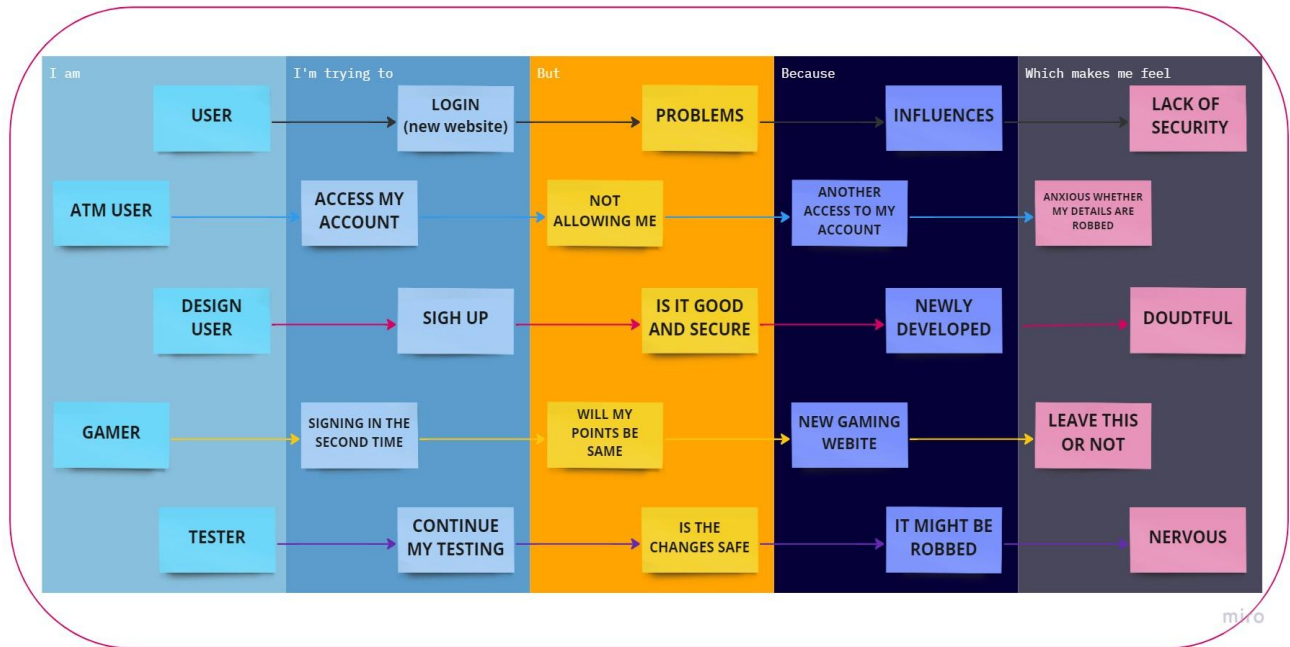 I am
I'm trying to
But
Because
Which makes me feel
USER
LOGIN
(new website)
PROBLEMS
INFLUENCES
LACK OF
SECURITY
ATM USER
ACCESS MY
ACCOUNT
NOT
ALLOWING ME
ANOTHER
ACCESS TO MY
ACCOUNT
ANXIOUS WHETHER
MY DETAILS ARE
ROBBED
DESIGN
USER
SIGH UP
IS IT GOOD
AND SECURE
NEWLY
DEVELOPED
DOUDTFUL
GAMER
SIGNING IN THE
SECOND TIME
WILL MY
POINTS BE
SAME
NEW GAMING
WEBITE
LEAVE THIS
OR NOT
TESTER
CONTINUE
MY TESTING
IS THE
CHANGES SAFE
IT MIGHT BE
ROBBED
NERVOUS
miro